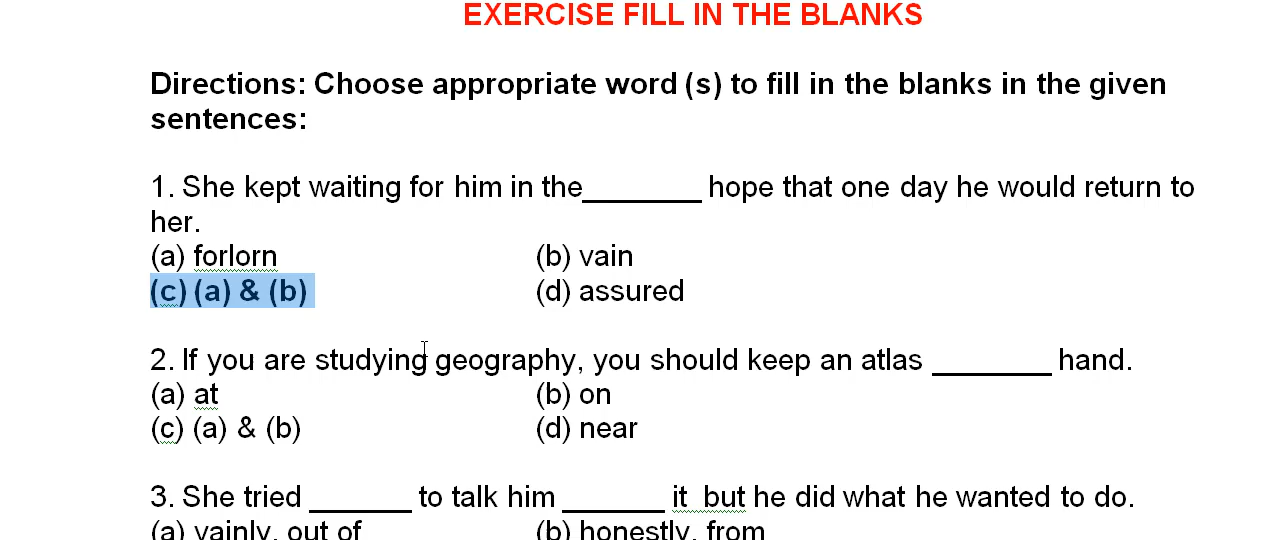 EXERCISE FILL IN THE BLANKS
Directions: Choose appropriate word (s) to fill in the blanks in the given
sentences:
1. She kept waiting for him in the_______ hope that one day he would return to
her.
(a) forlorn (b) vain
(c) (a) & (b) (d) assured
2. If you are studying geography, you should keep an atlas _______ hand.
(a) at (b) on
(c) (a) & (b) (d) near
3. She tried ______ to talk him ______ it but he did what he wanted to do.
(a) vainly, out of (b) honestly, from